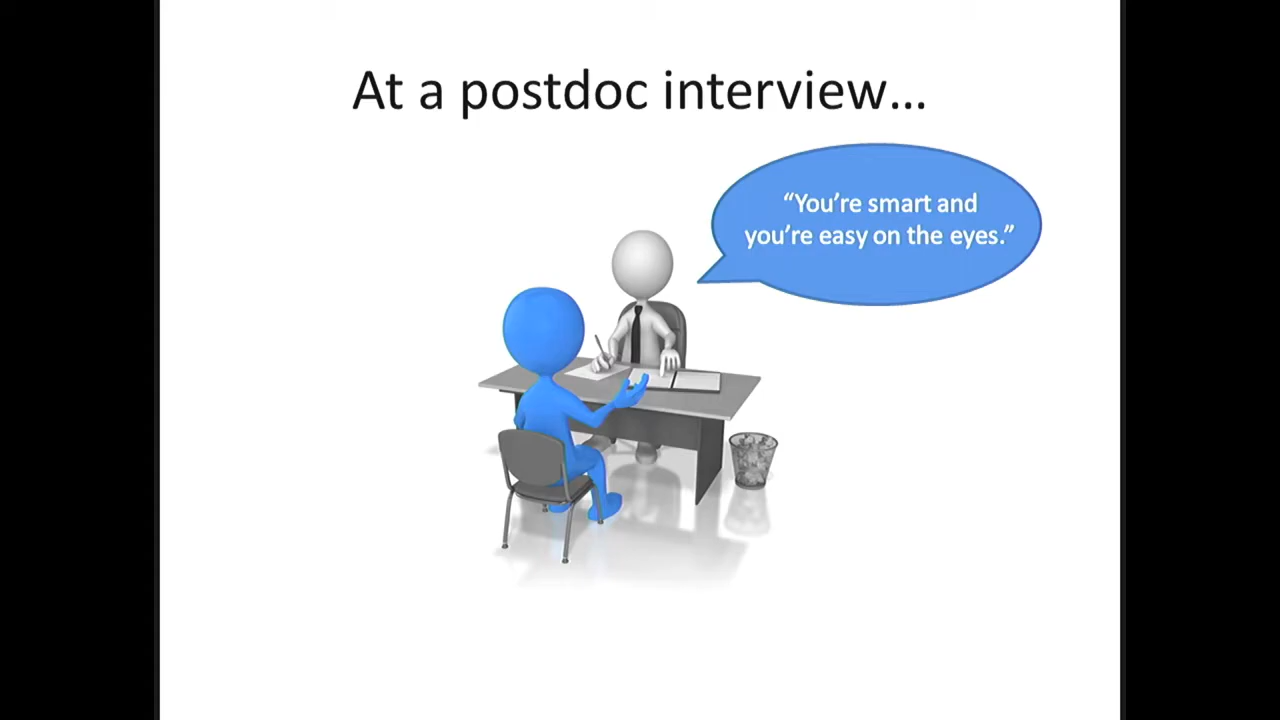 At a postdoc interview…
“You’re smart and
you’re easy on the eyes.”